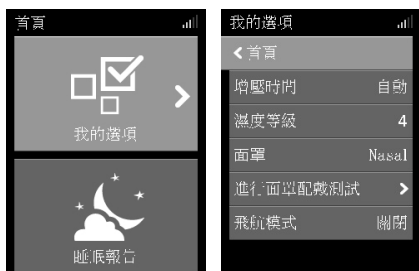 首頁
我的選項
睡眠報告
我的選項
首頁
增壓時間 自動
濕度等級 4
面罩 Nasal
進行面罩配戴測試
飛航模式 關閉